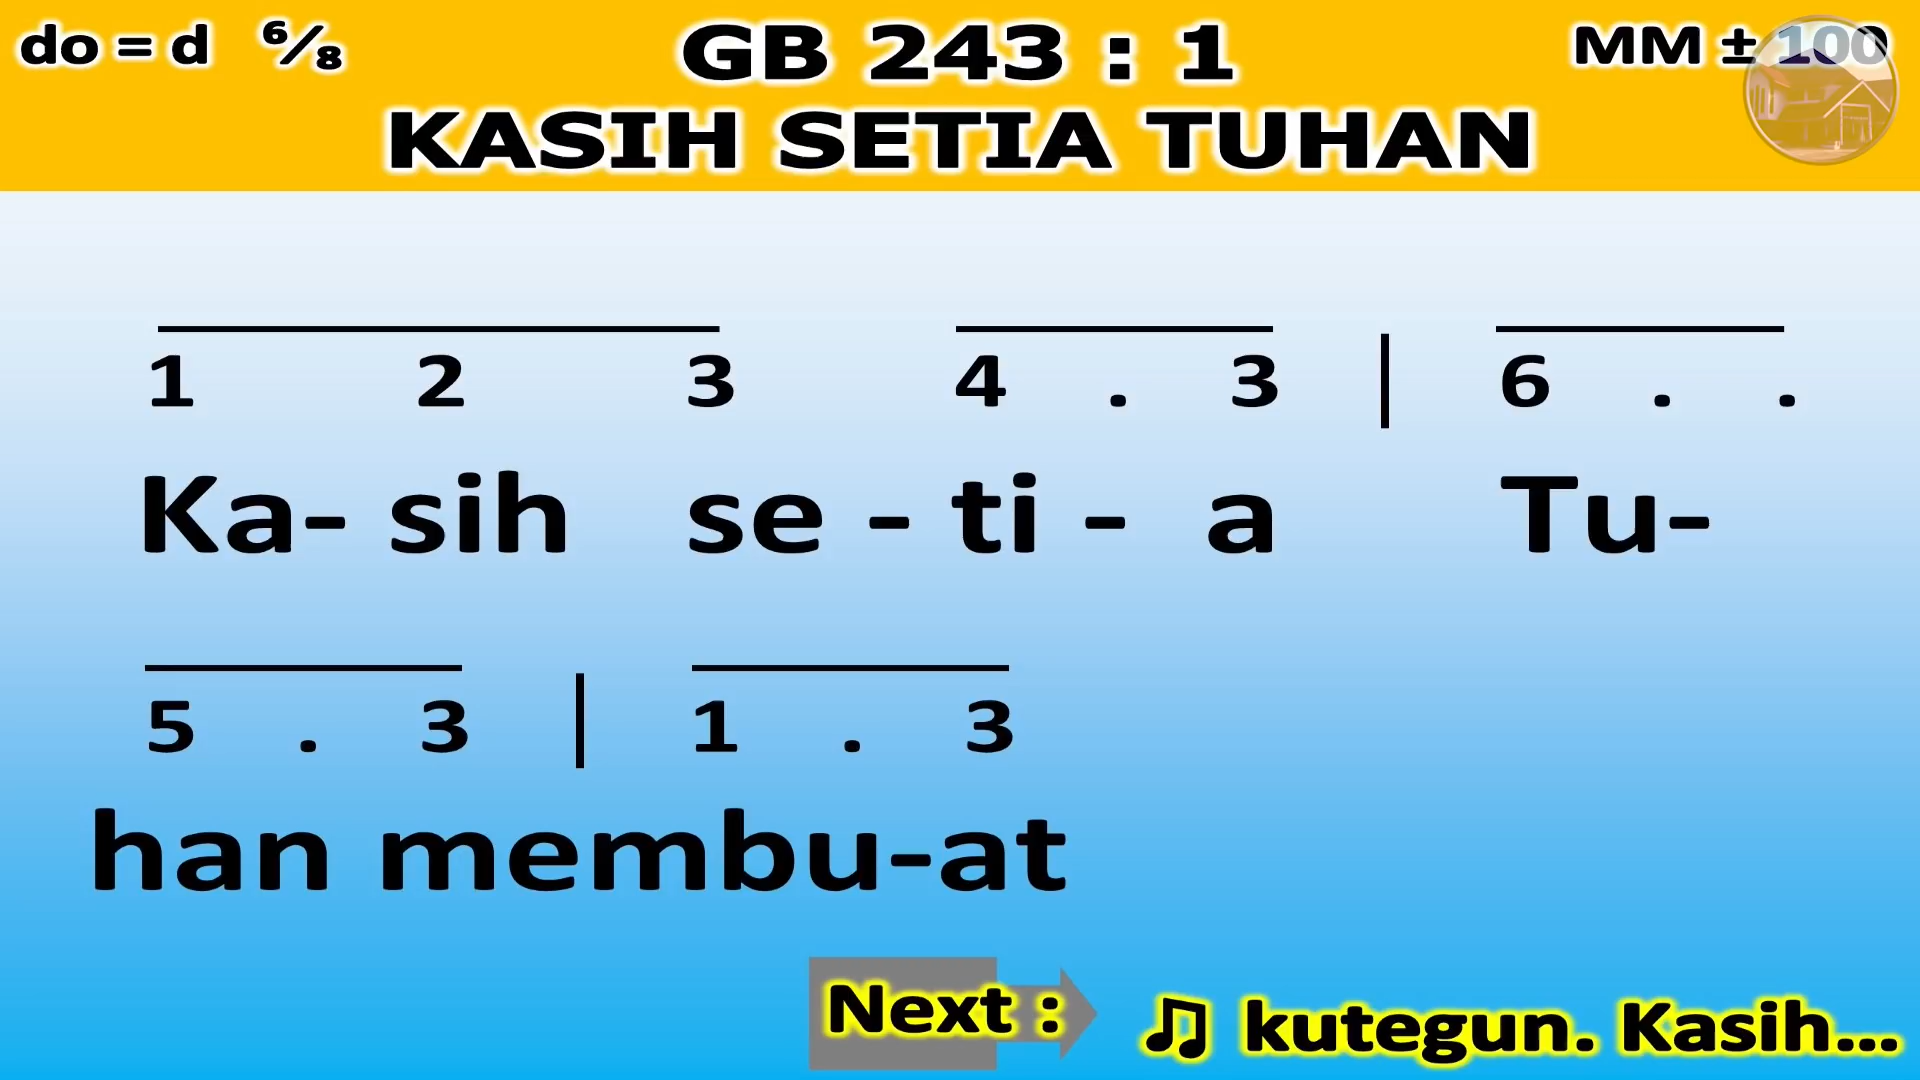 do = d 6/8
GB 243 : 1
MM ± 100
KASIH SETIA TUHAN
1 2 3 4 . 3 | 6 . .
Ka- sih se - ti - a Tu-
5 . 3 | 1 . 3
han membu-at
Next : ♫ kutegun. Kasih...